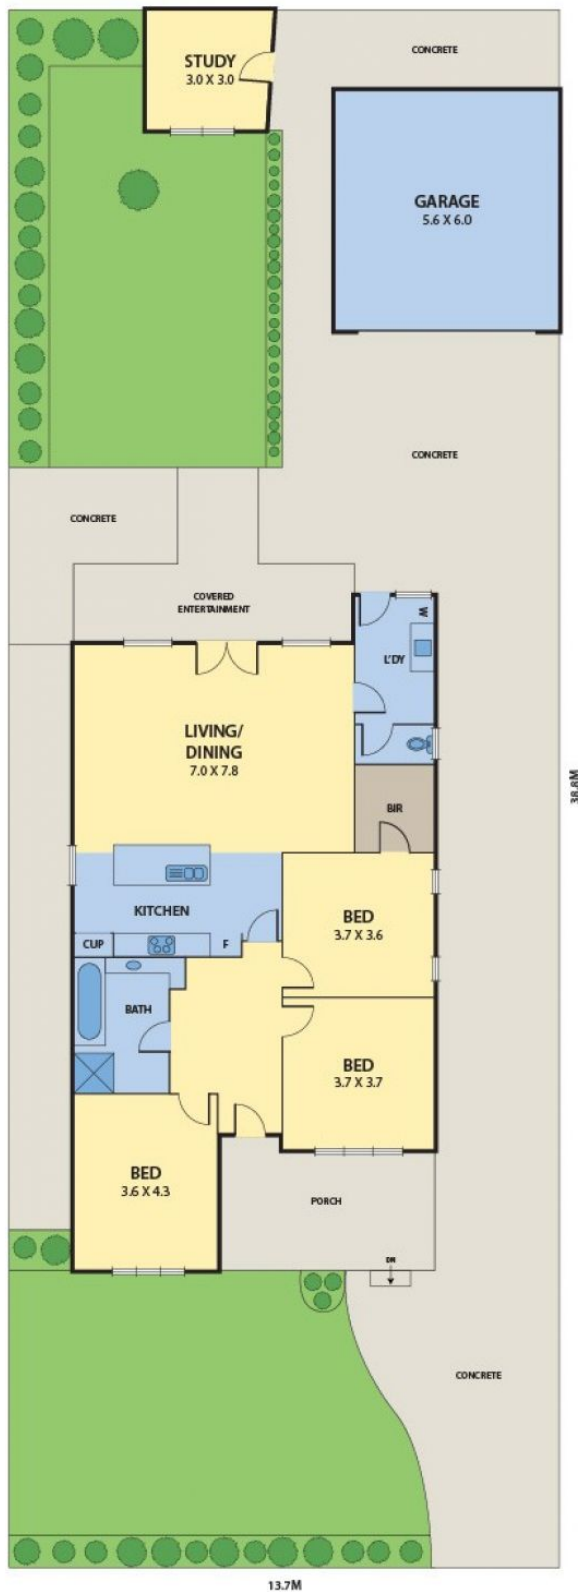 CONCRETE
STUDY
3.0 X 3.0
GARAGE
5.6 X 6.0
CONCRETE
CONCRETE
COVERED
ENTERTAINMENT
W
L'DY
LIVING/
DINING
7.0 X 7.8
38.8M
BIR
KITCHEN
BED
3.7 X 3.6
CUP
F
BATH
BED
3.7 X 3.7
BED
3.6 X 4.3
PORCH
DN
CONCRETE
13.7M